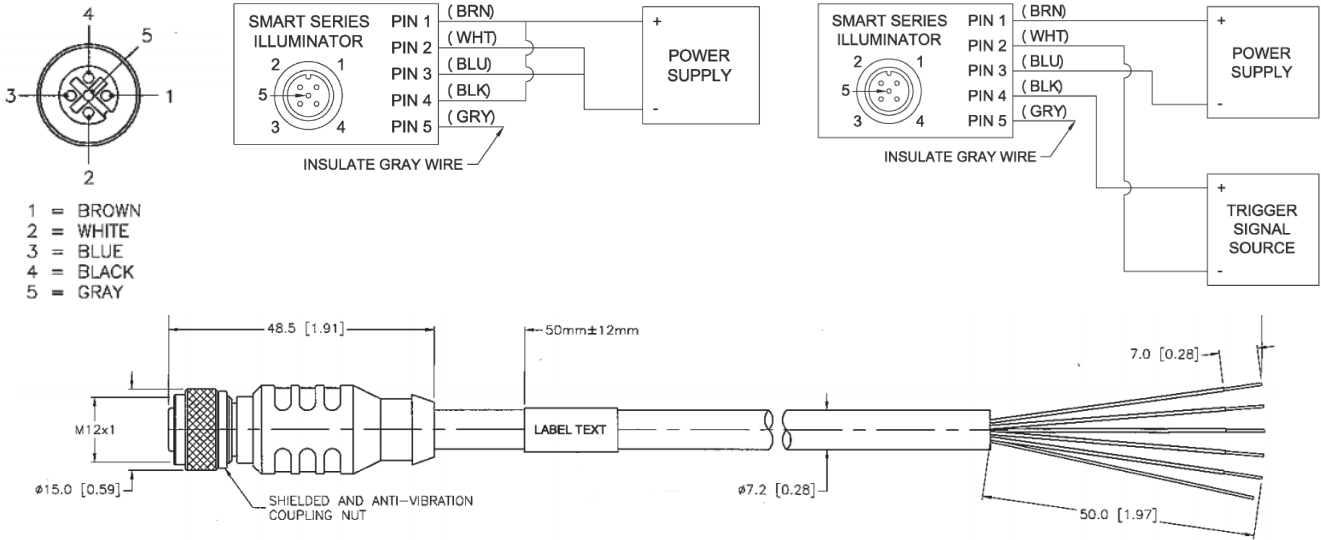 4
5
3
1
2
1 = BROWN
2 = WHITE
3 = BLUE
4 = BLACK
5 = GRAY
SMART SERIES
ILLUMINATOR
2 1
5
3 4
PIN 1 (BRN)
PIN 2 (WHT)
PIN 3 (BLU)
PIN 4 (BLK)
PIN 5 (GRY)
INSULATE GRAY WIRE
+
POWER
SUPPLY
-
SMART SERIES
ILLUMINATOR
2 1
5
3 4
PIN 1 (BRN)
PIN 2 (WHT)
PIN 3 (BLU)
PIN 4 (BLK)
PIN 5 (GRY)
INSULATE GRAY WIRE
+
POWER
SUPPLY
-
+
TRIGGER
SIGNAL
SOURCE
-
48.5 [1.91]
50mm±12mm
7.0 [0.28]
M12x1
LABEL TEXT
ø15.0 [0.59]
SHIELDED AND ANTI-VIBRATION
COUPLING NUT
ø7.2 [0.28]
50.0 [1.97]